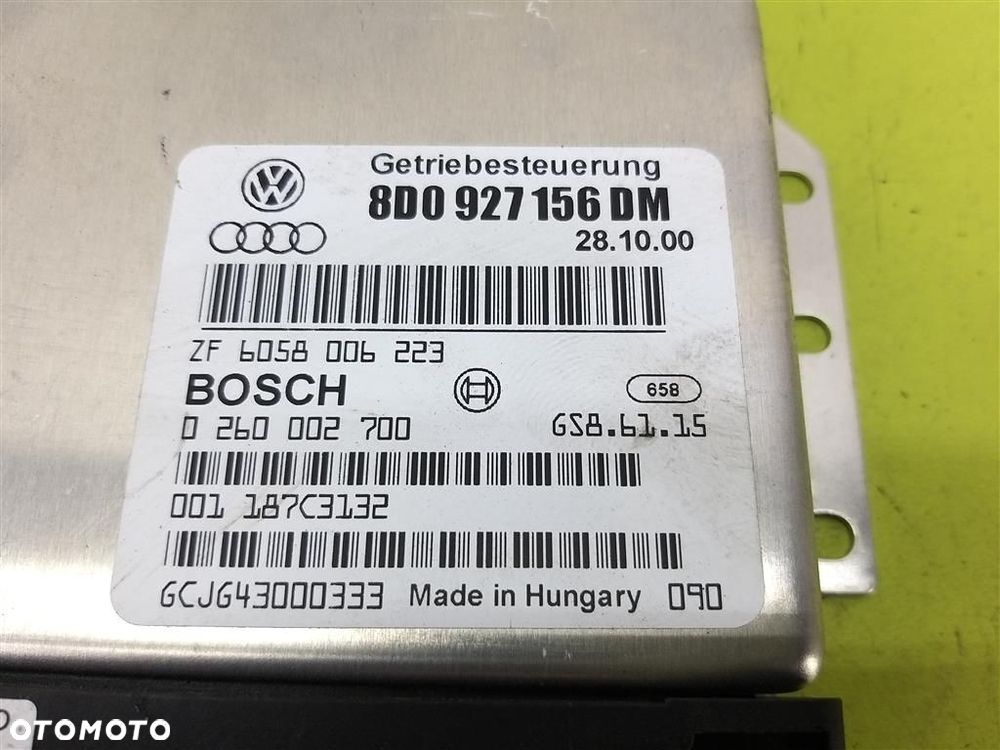 Getriebesteuerung
8D0 927 156 DM
28.10.00
ZF 6058 006 223
BOSCH
658
0 260 002 700
GS8.61.15
001 187C3132
GCJG43000333 Made in Hungary 090
OTOMOTO